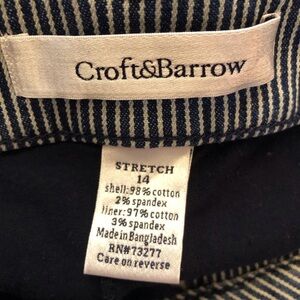 Croft&Barrow
STRETCH
14
shell:98% cotton
2% spandex
liner:97% cotton
3% spandex
Made in Bangladesh
RN#73277
Care on reverse